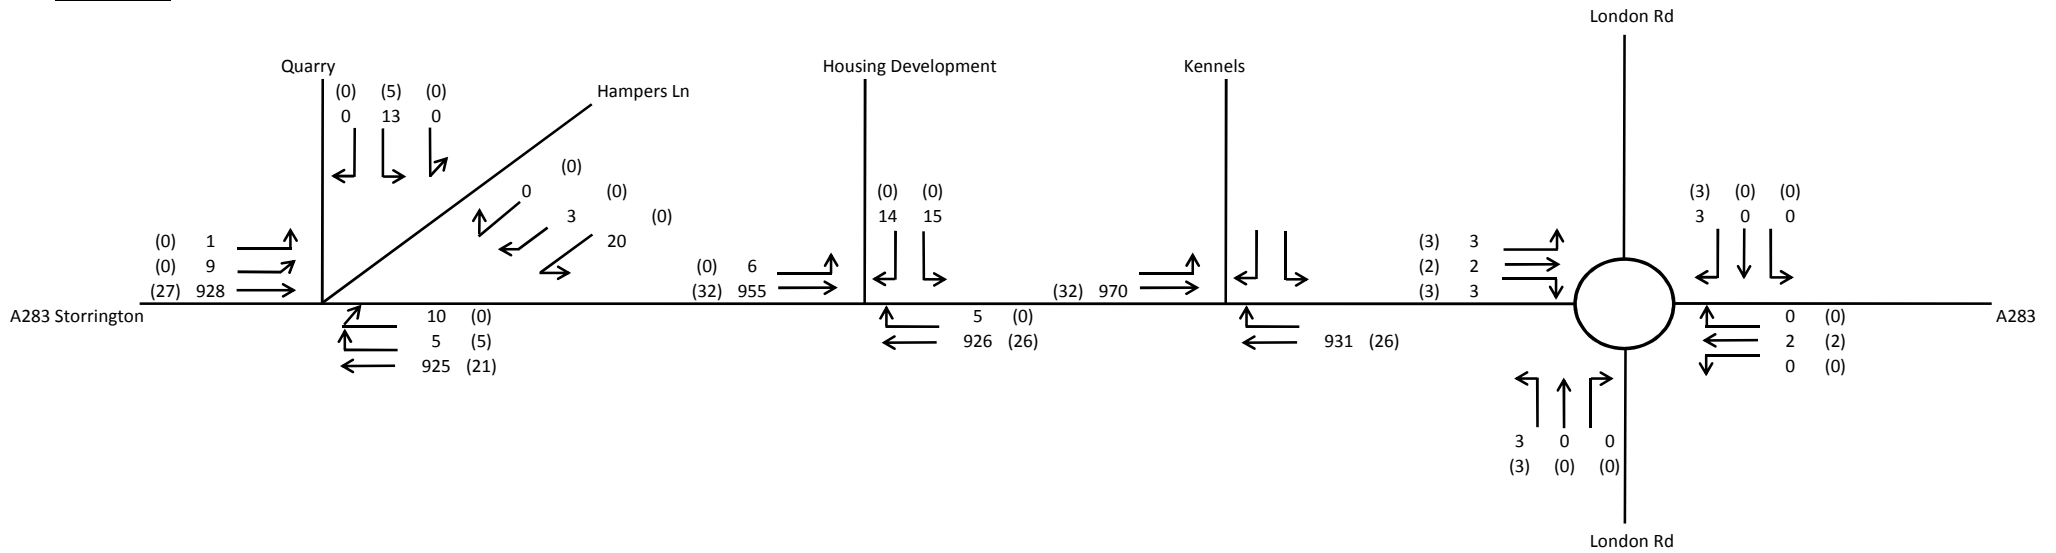 London Rd
Quarry
Housing Development
Kennels
(0) (5) (0)
0 13 0
Hampers Ln
(0)
0 (0)
3 (0)
20
(0) 1
(0) 9
(27) 928
A283 Storrington
10 (0)
5 (5)
925 (21)
(0) (0)
14 15
(0) 6
(32) 955
5 (0)
926 (26)
(32) 970
931 (26)
(3) 3
(2) 2
(3) 3
(3) (0) (0)
3 0 0
A283
0 (0)
2 (2)
0 (0)
3 0 0
(3) (0) (0)
London Rd